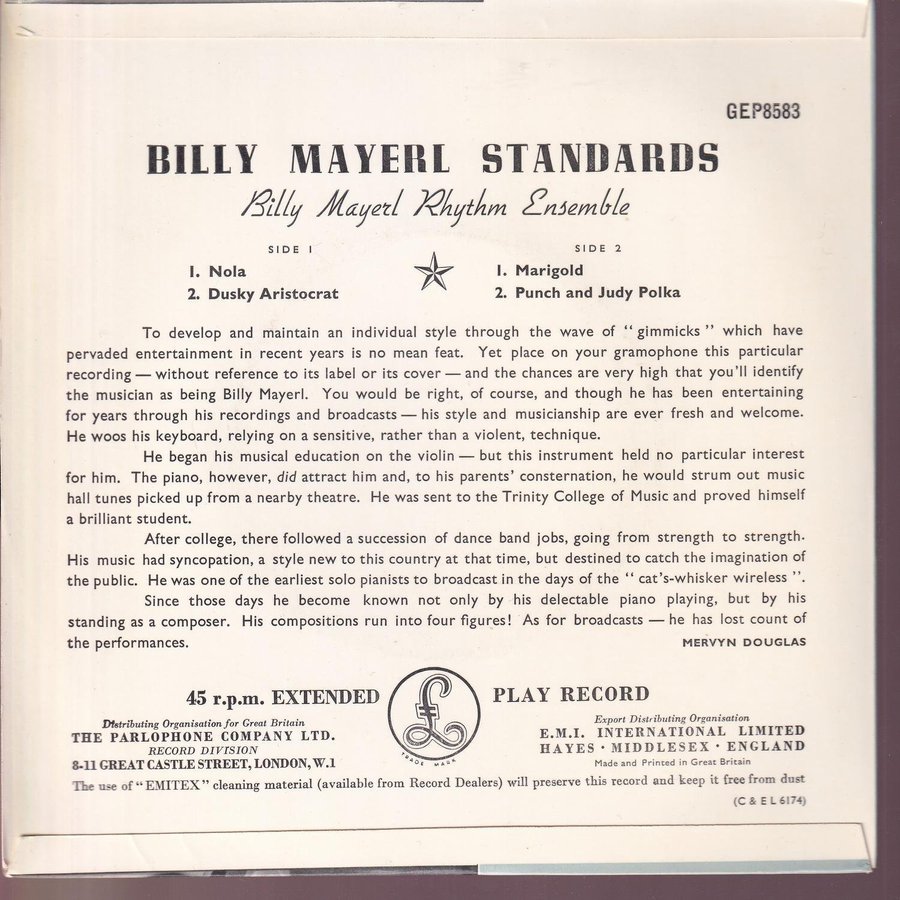 GEP8583
BILLY MAYERL STANDARDS
Billy Mayerl Rhythm Ensemble
SIDE 1
1. Nola
2. Dusky Aristocrat
SIDE 2
1. Marigold
2. Punch and Judy Polka
To develop and maintain an individual style through the wave of “gimmicks” which have
pervaded entertainment in recent years is no mean feat. Yet place on your gramophone this particular
recording — without reference to its label or its cover — and the chances are very high that you’ll identify
the musician as being Billy Mayerl. You would be right, of course, and though he has been entertaining
for years through his recordings and broadcasts — his style and musicianship are ever fresh and welcome.
He woos his keyboard, relying on a sensitive, rather than a violent, technique.
He began his musical education on the violin — but this instrument held no particular interest
for him. The piano, however, did attract him and, to his parents’ consternation, he would strum out music
hall tunes picked up from a nearby theatre. He was sent to the Trinity College of Music and proved himself
a brilliant student.
After college, there followed a succession of dance band jobs, going from strength to strength.
His music had syncopation, a style new to this country at that time, but destined to catch the imagination of
the public. He was one of the earliest solo pianists to broadcast in the days of the “cat’s-whisker wireless”.
Since those days he become known not only by his delectable piano playing, but by his
standing as a composer. His compositions run into four figures! As for broadcasts — he has lost count of
the performances.
MERVYN DOUGLAS
45 r.p.m. EXTENDED £ PLAY RECORD
TRADE MARK
Distributing Organisation for Great Britain
THE PARLOPHONE COMPANY LTD.
RECORD DIVISION
8-11 GREAT CASTLE STREET, LONDON, W.1
Export Distributing Organisation
E.M.I. INTERNATIONAL LIMITED
HAYES · MIDDLESEX · ENGLAND
Made and Printed in Great Britain
The use of “EMITEX” cleaning material (available from Record Dealers) will preserve this record and keep it free from dust
(C & E L 6174)